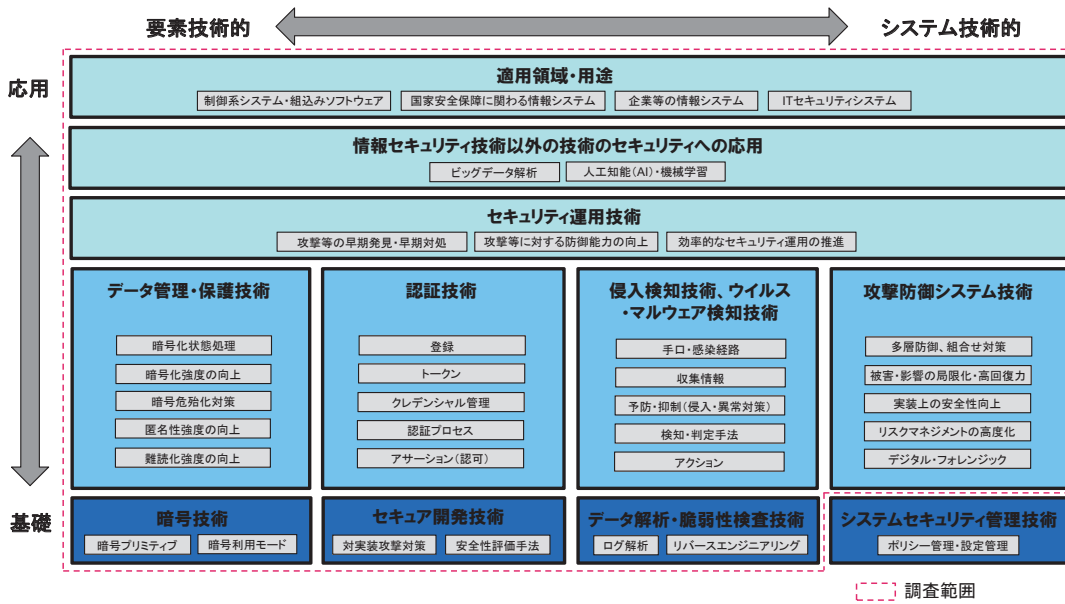 要素技術的
システム技術的
応用
適用領域・用途
制御系システム・組込みソフトウェア
国家安全保障に関わる情報システム
企業等の情報システム
ITセキュリティシステム
情報セキュリティ技術以外の技術のセキュリティへの応用
ビッグデータ解析
人工知能(AI)・機械学習
セキュリティ運用技術
攻撃等の早期発見・早期対処
攻撃等に対する防御能力の向上
効率的なセキュリティ運用の推進
データ管理・保護技術
暗号化状態処理
暗号化強度の向上
暗号危殆化対策
匿名性強度の向上
難読化強度の向上
認証技術
登録
トークン
クレデンシャル管理
認証プロセス
アサーション(認可)
侵入検知技術、ウイルス
・マルウェア検知技術
手口・感染経路
収集情報
予防・抑制(侵入・異常対策)
検知・判定手法
アクション
攻撃防御システム技術
多層防御、組合せ対策
被害・影響の局限化・高回復力
実装上の安全性向上
リスクマネジメントの高度化
デジタル・フォレンジック
基礎
暗号技術
暗号プリミティブ
暗号利用モード
セキュア開発技術
対実装攻撃対策
安全性評価手法
データ解析・脆弱性検査技術
ログ解析
リバースエンジニアリング
システムセキュリティ管理技術
ポリシー管理・設定管理
調査範囲